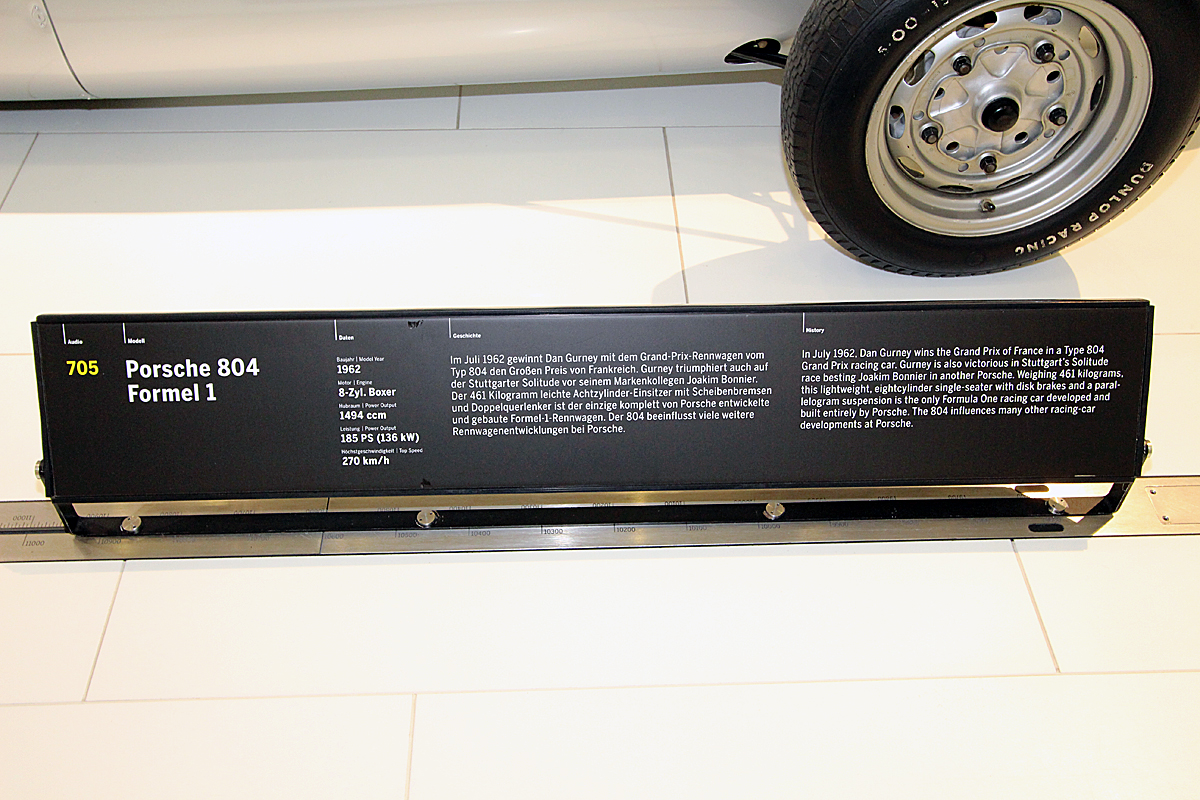 5.00
DUNLOP RACING
Audio
705
Modell
Porsche 804
Formel 1
Daten
Baujahr | Model Year
1962
Motor | Engine
8-Zyl. Boxer
Hubraum | Power Output
1494 ccm
Leistung | Power Output
185 PS (136 kW)
Höchstgeschwindigkeit | Top Speed
270 km/h
Geschichte
Im Juli 1962 gewinnt Dan Gurney mit dem Grand-Prix-Rennwagen vom
Typ 804 den Großen Preis von Frankreich. Gurney triumphiert auch auf
der Stuttgarter Solitude vor seinem Markenkollegen Joakim Bonnier.
Der 461 Kilogramm leichte Achtzylinder-Einsitzer mit Scheibenbremsen
und Doppelquerlenker ist der einzige komplett von Porsche entwickelte
und gebaute Formel-1-Rennwagen. Der 804 beeinflusst viele weitere
Rennwagenentwicklungen bei Porsche.
History
In July 1962, Dan Gurney wins the Grand Prix of France in a Type 804
Grand Prix racing car. Gurney is also victorious in Stuttgart's Solitude
race besting Joakim Bonnier in another Porsche. Weighing 461 kilograms,
this lightweight, eightcylinder single-seater with disk brakes and a paral-
lelogram suspension is the only Formula One racing car developed and
built entirely by Porsche. The 804 influences many other racing-car
developments at Porsche.
11000
10400
10300
10200